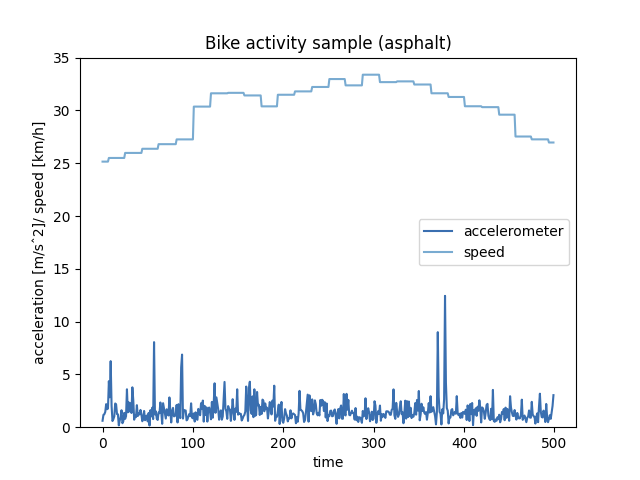 Bike activity sample (asphalt)
acceleration [m/s^2]/ speed [km/h]
35
30
25
20
15
10
5
0
accelerometer
speed
0 100 200 300 400 500
time